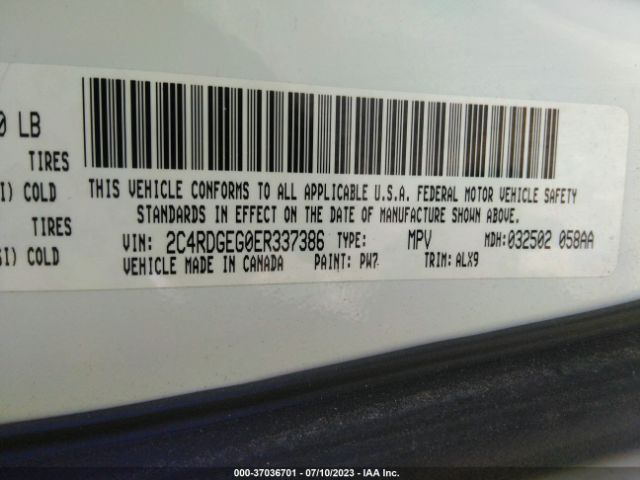 0 LB
TIRES
I) COLD
TIRES
SI) COLD
THIS VEHICLE CONFORMS TO ALL APPLICABLE U.S.A. FEDERAL MOTOR VEHICLE SAFETY
STANDARDS IN EFFECT ON THE DATE OF MANUFACTURE SHOWN ABOVE.
VIN: 2C4RDGEG0ER337386 TYPE: MPV MDH:032502 058AA
VEHICLE MADE IN CANADA PAINT: PW7 TRIM: ALX9
000-37036701 - 07/10/2023 - IAA Inc.